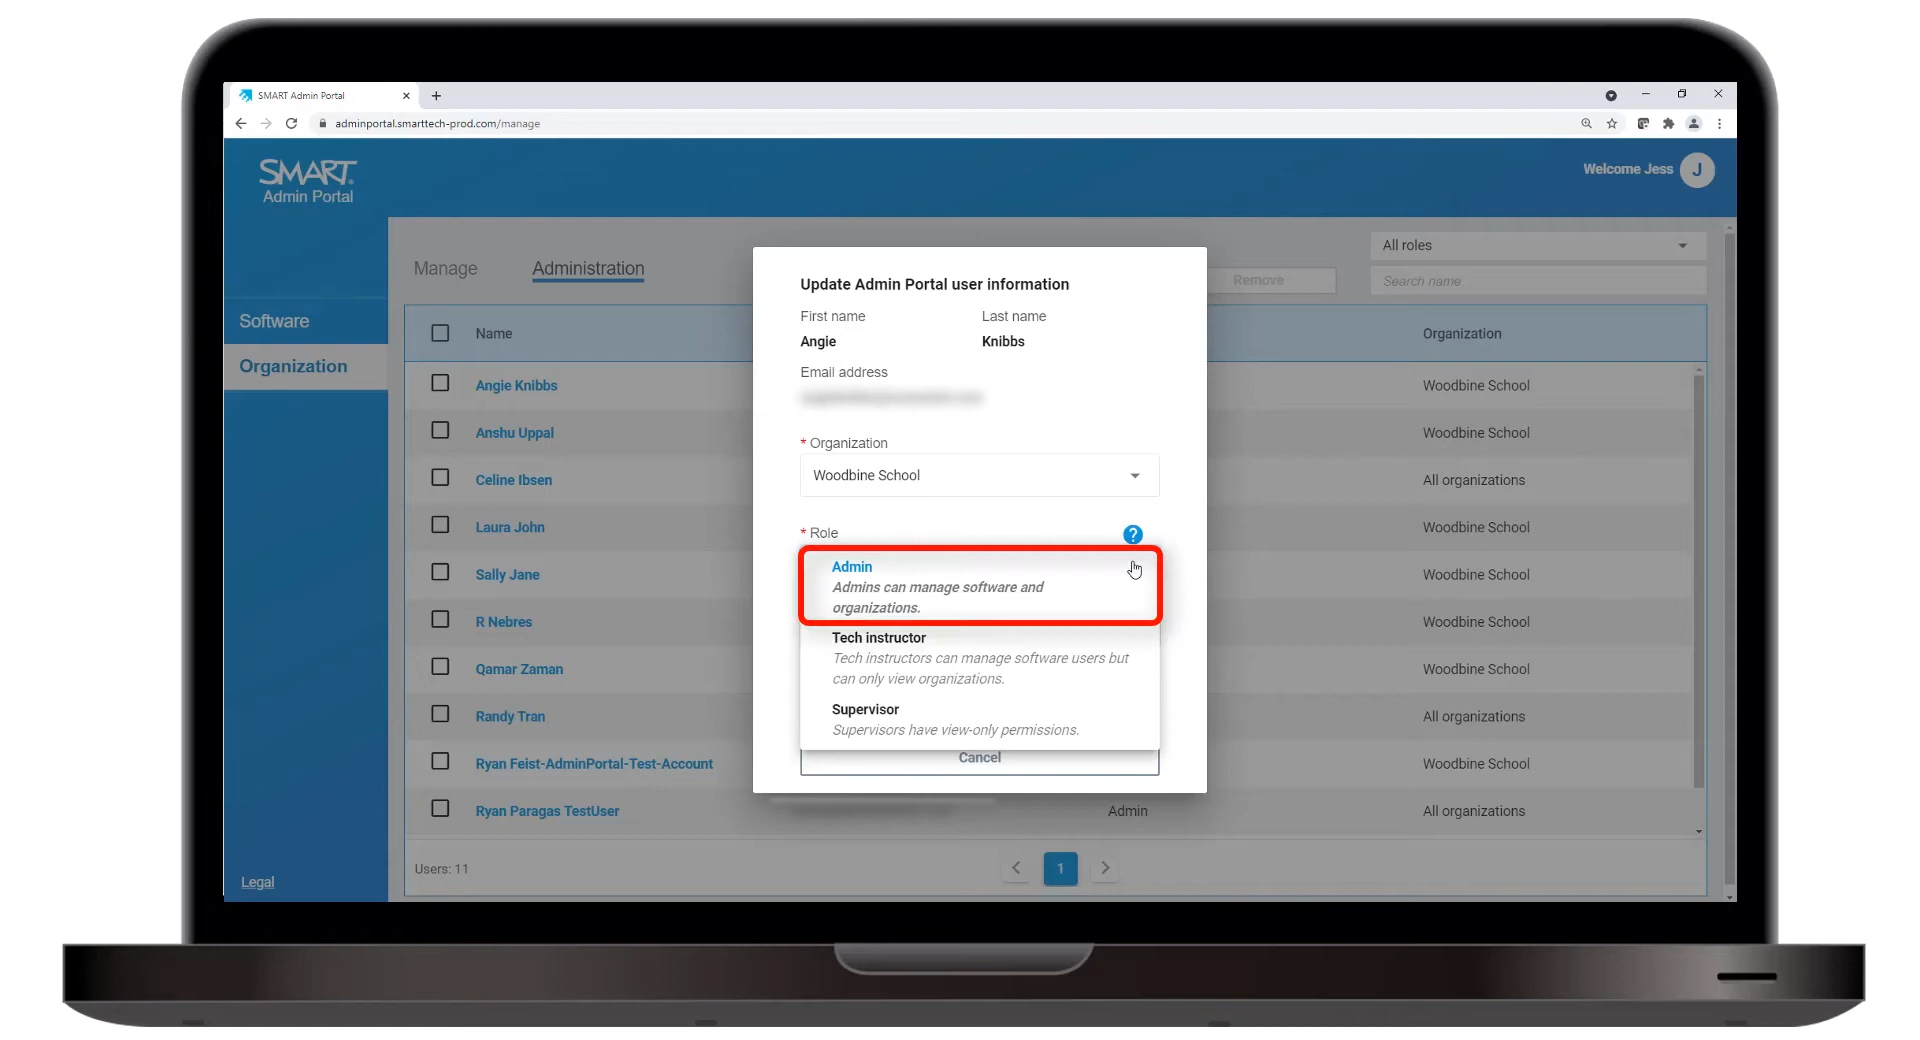 SMART Admin Portal
adminportal.smarttech-prod.com/manage
SMART
Admin Portal
Welcome Jess
J
Manage
Administration
Remove
All roles
Search name
Software
Organization
Legal
Name
Organization
Angie Knibbs
Woodbine School
Anshu Uppal
Woodbine School
Celine Ibsen
All organizations
Laura John
Woodbine School
Sally Jane
Woodbine School
R Nebres
Woodbine School
Qamar Zaman
Woodbine School
Randy Tran
All organizations
Ryan Feist-AdminPortal-Test-Account
Woodbine School
Ryan Paragas TestUser
Admin
All organizations
Users: 11
1
Update Admin Portal user information
First name
Last name
Angie
Knibbs
Email address
* Organization
Woodbine School
* Role
?
Admin
Admins can manage software and
organizations.
Tech instructor
Tech instructors can manage software users but
can only view organizations.
Supervisor
Supervisors have view-only permissions.
Cancel